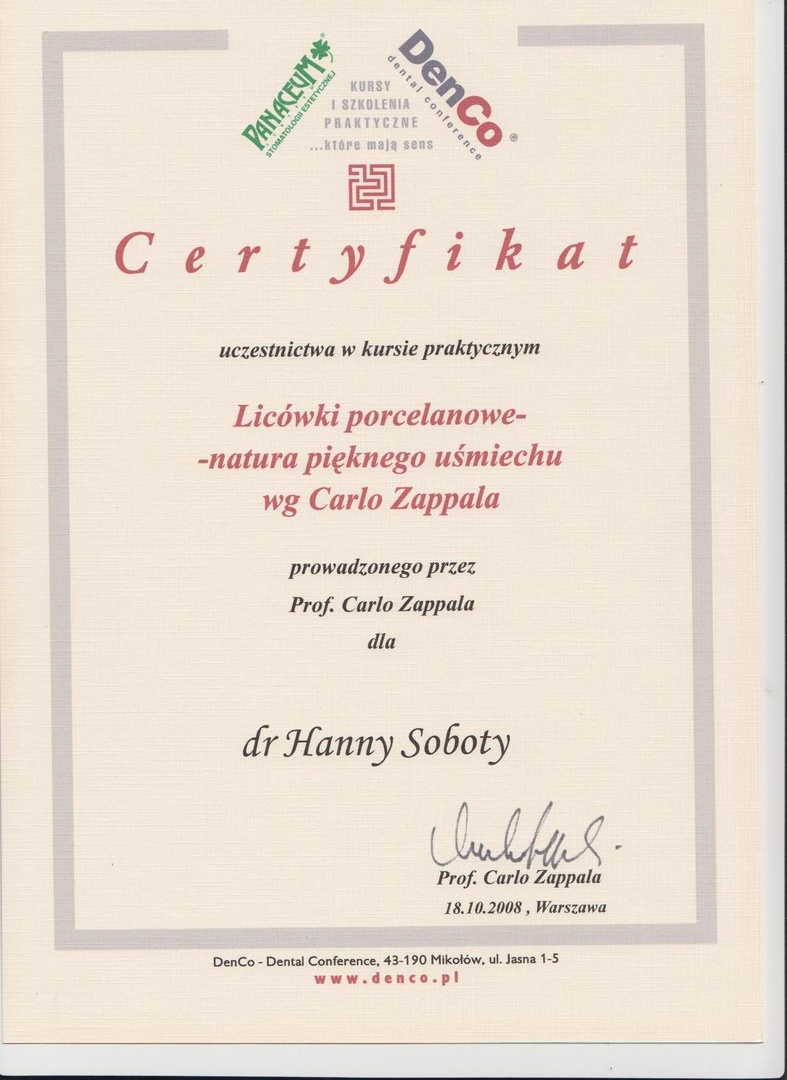 PANACEUM®
STOMATOLOGII ESTETYCZNEJ
KURSY
I SZKOLENIA
PRAKTYCZNE
...które mają sens
DenCo®
dental conference
Certyfikat
uczestnictwa w kursie praktycznym
Licówki porcelanowe-
-natura pięknego uśmiechu
wg Carlo Zappala
prowadzonego przez
Prof. Carlo Zappala
dla
dr Hanny Soboty
Prof. Carlo Zappala
18.10.2008 , Warszawa
DenCo - Dental Conference, 43-190 Mikołów, ul. Jasna 1-5
www.denco.pl